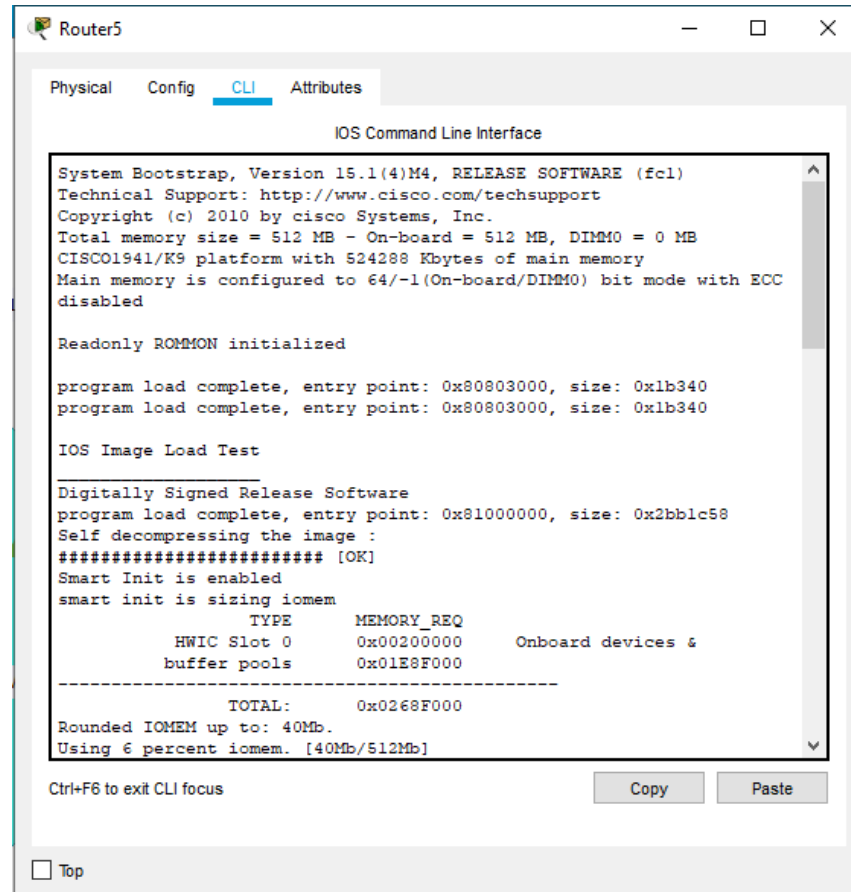 Router5
Physical Config CLI Attributes
IOS Command Line Interface
System Bootstrap, Version 15.1(4)M4, RELEASE SOFTWARE (fc1)
Technical Support: http://www.cisco.com/techsupport
Copyright (c) 2010 by cisco Systems, Inc.
Total memory size = 512 MB - On-board = 512 MB, DIMM0 = 0 MB
CISCO1941/K9 platform with 524288 Kbytes of main memory
Main memory is configured to 64/-1(On-board/DIMM0) bit mode with ECC
disabled
Readonly ROMMON initialized
program load complete, entry point: 0x80803000, size: 0x1b340
program load complete, entry point: 0x80803000, size: 0x1b340
IOS Image Load Test
___________________
Digitally Signed Release Software
program load complete, entry point: 0x81000000, size: 0x2bb1c58
Self decompressing the image :
######################### [OK]
Smart Init is enabled
smart init is sizing iomem
TYPE MEMORY_REQ
HWIC Slot 0 0x00200000 Onboard devices &
buffer pools 0x01E8F000
-----------------------------------------------
TOTAL: 0x0268F000
Rounded IOMEM up to: 40Mb.
Using 6 percent iomem. [40Mb/512Mb]
Ctrl+F6 to exit CLI focus
Copy Paste
Top